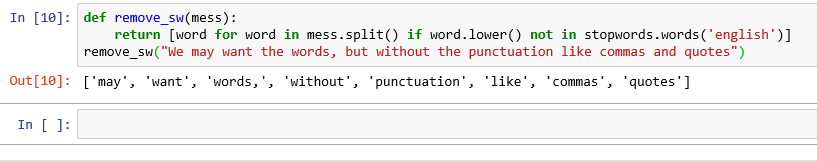 In [10]: def remove_sw(mess):
return [word for word in mess.split() if word.lower() not in stopwords.words('english')]
remove_sw("We may want the words, but without the punctuation like commas and quotes")
Out[10]: ['may', 'want', 'words,', 'without', 'punctuation', 'like', 'commas', 'quotes']
In [ ]: